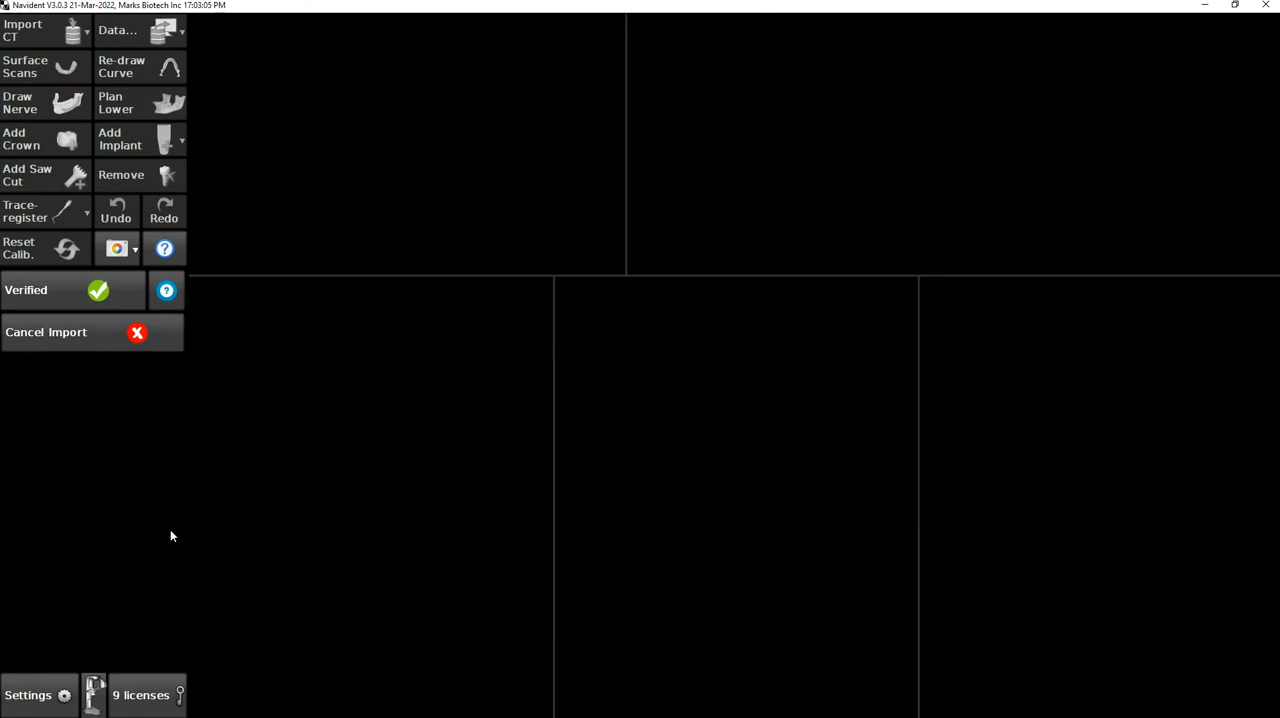 Navident V3.0.3 21-Mar-2022, Marks Biotech Inc 17:03:05 PM
Import CT
Data...
Surface Scans
Re-draw Curve
Draw Nerve
Plan Lower
Add Crown
Add Implant
Add Saw Cut
Remove
Trace-register
Undo
Redo
Reset Calib.
?
Verified
?
Cancel Import
Settings
9 licenses